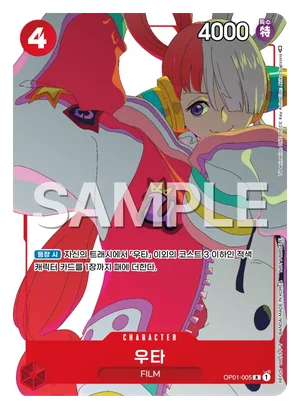 4
4000
특수
特
SAMPLE
등장 시 자신의 트래시에서 「우타」 이외의 코스트 3 이하인 적색
캐릭터 카드를 1장까지 패에 더한다.
CHARACTER
우타
FILM
OP01-005 R 1